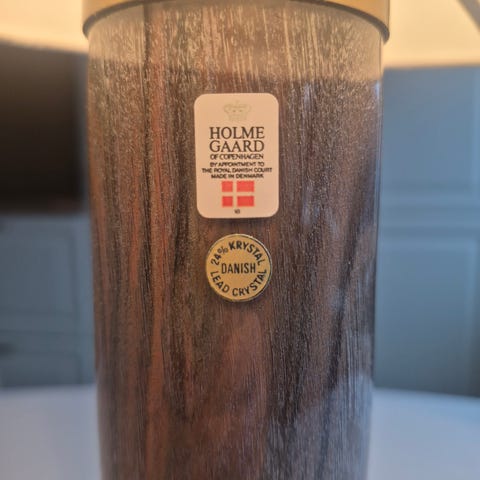 HOLME
GAARD
OF COPENHAGEN
BY APPOINTMENT TO
THE ROYAL DANISH COURT
MADE IN DENMARK
24% KRYSTAL
DANISH
LEAD CRYSTAL